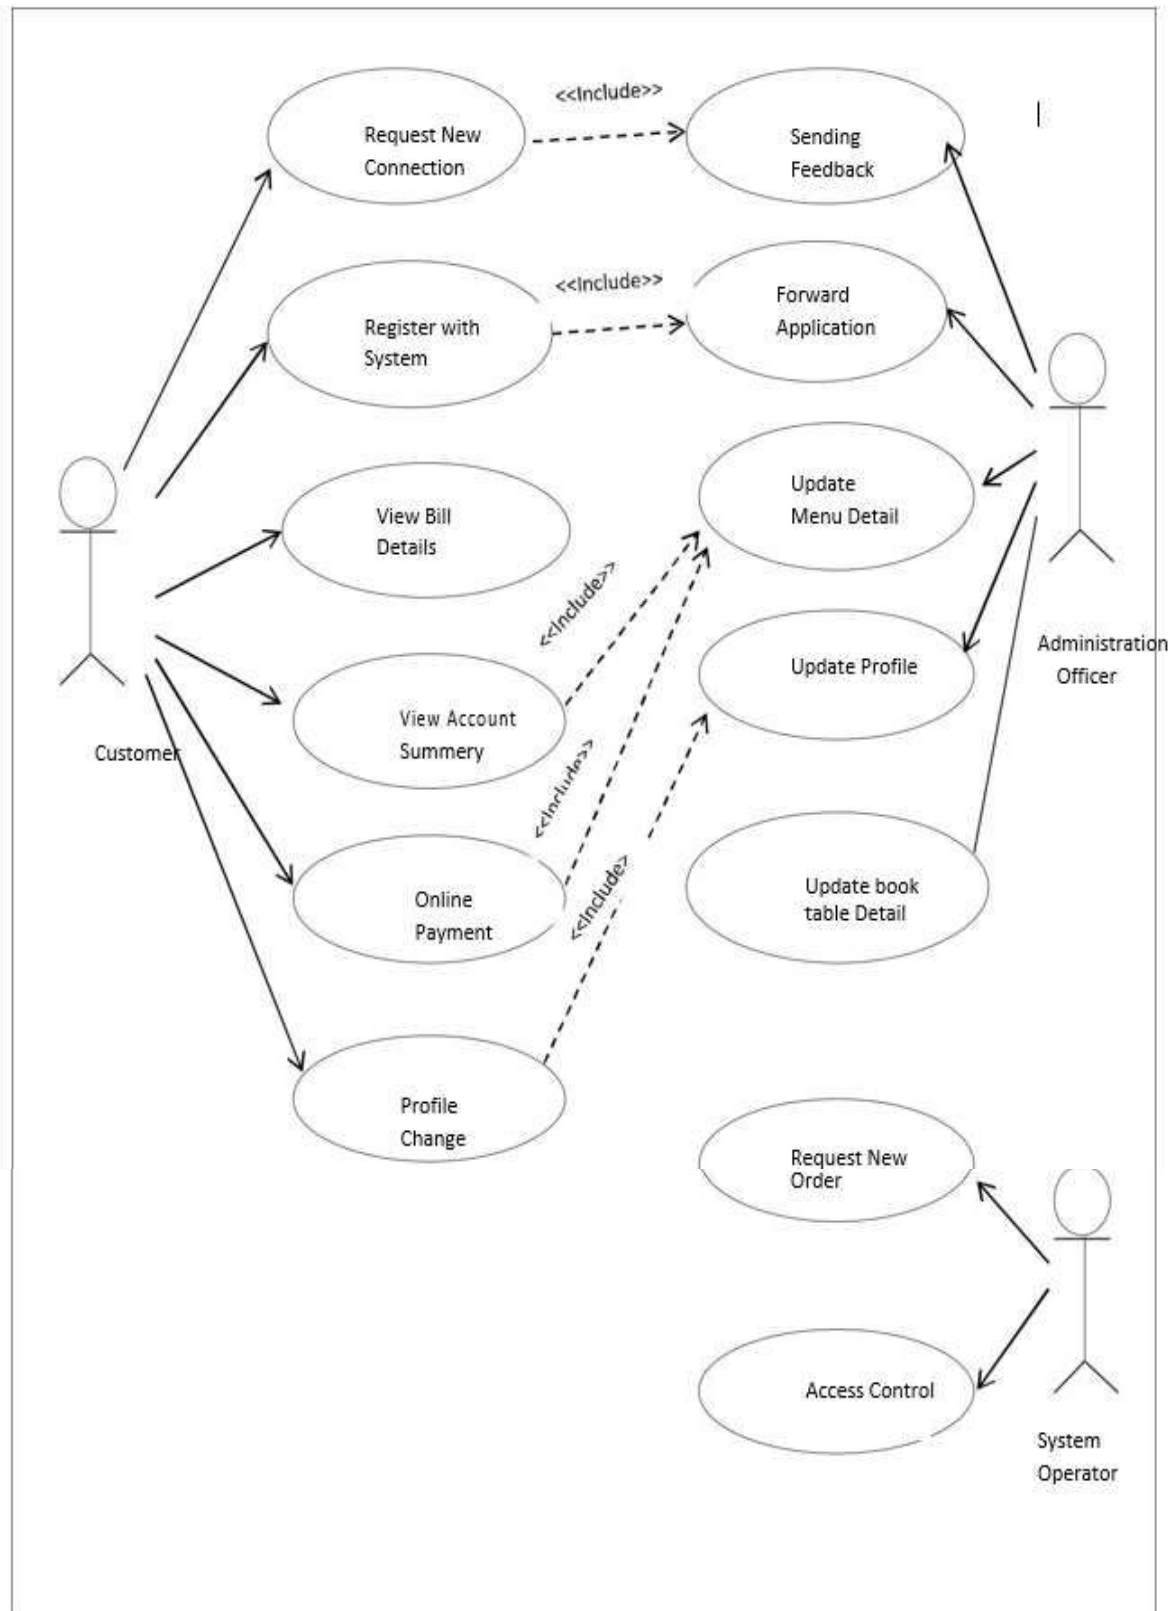 <<Include>>
Request New
Connection
Sending
Feedback
<<Include>>
Register with
System
Forward
Application
View Bill
Details
Update
Menu Detail
<<Include>>
View Account
Summery
Update Profile
Administration
Officer
Customer
<<Include>>
Online
Payment
<<Include>
Update book
table Detail
Profile
Change
Request New
Order
Access Control
System
Operator